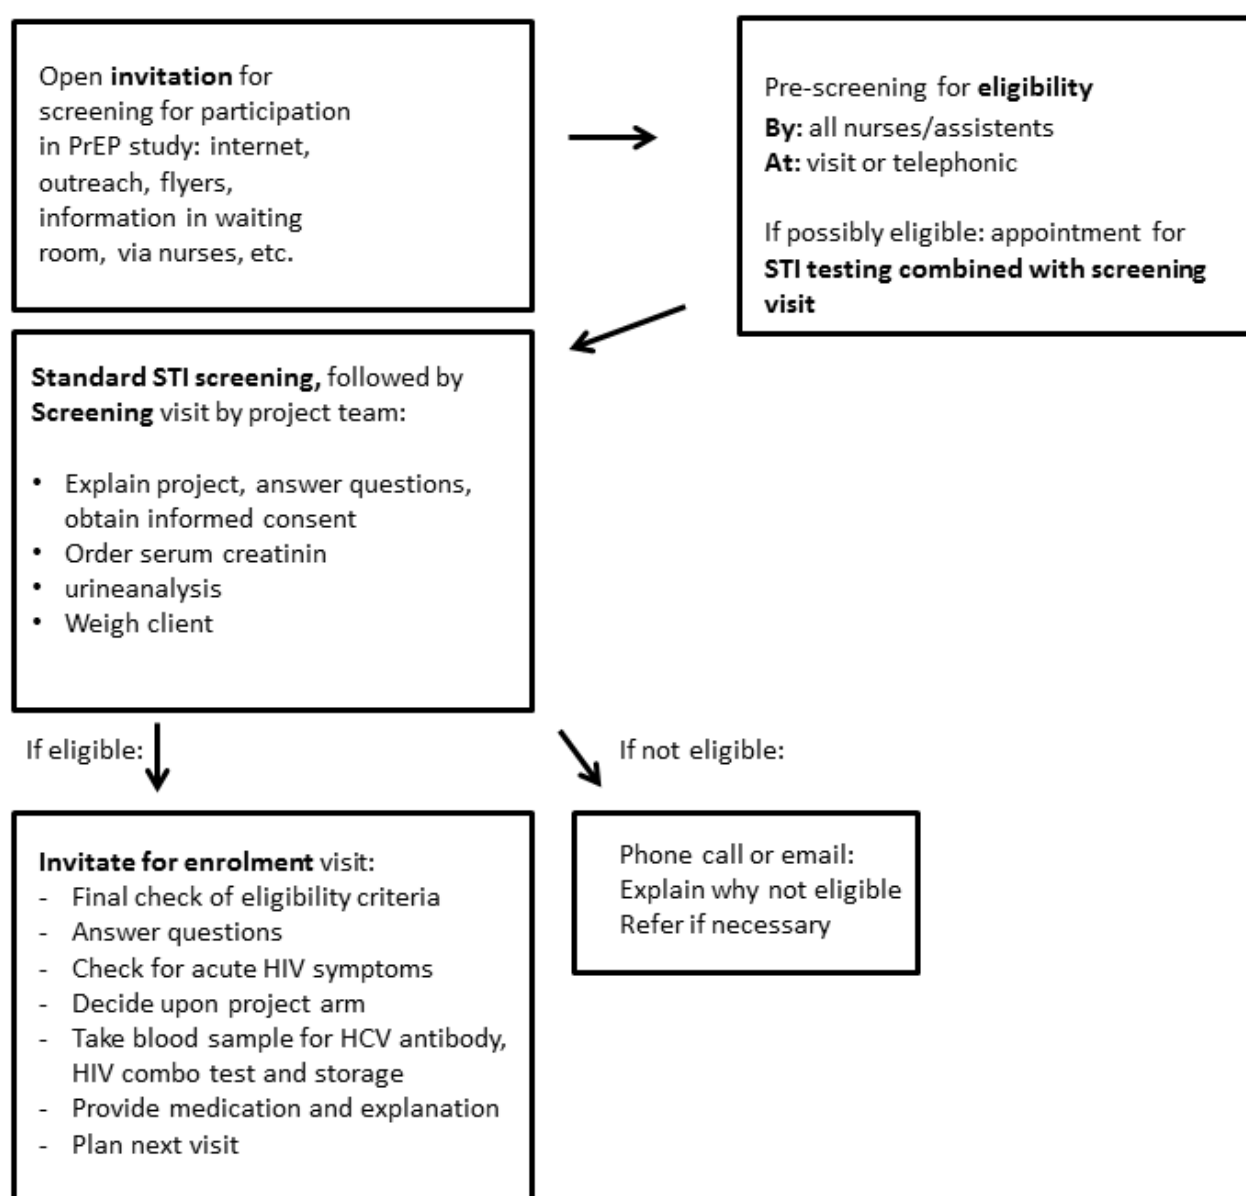 Open invitation for
screening for participation
in PrEP study: internet,
outreach, flyers,
information in waiting
room, via nurses, etc.
Pre-screening for eligibility
By: all nurses/assistents
At: visit or telephonic
If possibly eligible: appointment for
STI testing combined with screening
visit
Standard STI screening, followed by
Screening visit by project team:
• Explain project, answer questions,
obtain informed consent
• Order serum creatinin
• urineanalysis
• Weigh client
If eligible:
If not eligible:
Invitate for enrolment visit:
- Final check of eligibility criteria
- Answer questions
- Check for acute HIV symptoms
- Decide upon project arm
- Take blood sample for HCV antibody,
HIV combo test and storage
- Provide medication and explanation
- Plan next visit
Phone call or email:
Explain why not eligible
Refer if necessary